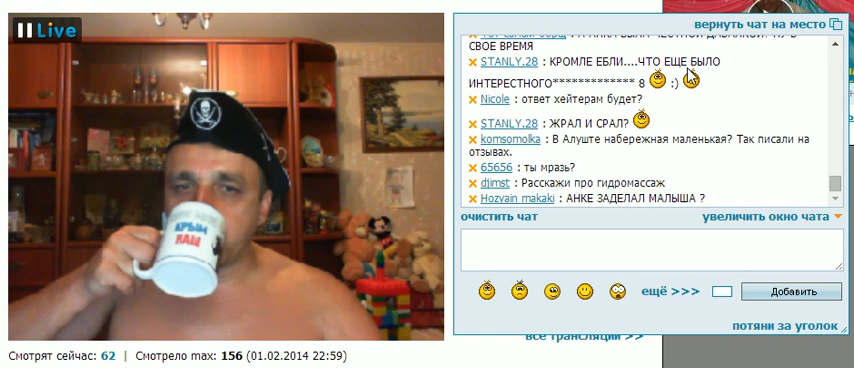 Live
КРЫМ
НАШ
вернуть чат на место
СВОЕ ВРЕМЯ
STANLY.28 : КРОМЛЕ ЕБЛИ....ЧТО ЕЩЕ БЫЛО
ИНТЕРЕСТНОГО************* 8 :)
Nicole : ответ хейтерам будет?
STANLY.28 : ЖРАЛ И СРАЛ?
komsomolka : В Алуште набережная маленькая? Так писали на
отзывах.
65656 : ты мразь?
djimst : Расскажи про гидромассаж
Hozvain makaki : АНКЕ ЗАДЕЛАЛ МАЛЫША ?
очистить чат увеличить окно чата
ещё >>> Добавить
потяни за уголок
все трансляции >>
Смотрят сейчас: 62 | Смотрело max: 156 (01.02.2014 22:59)